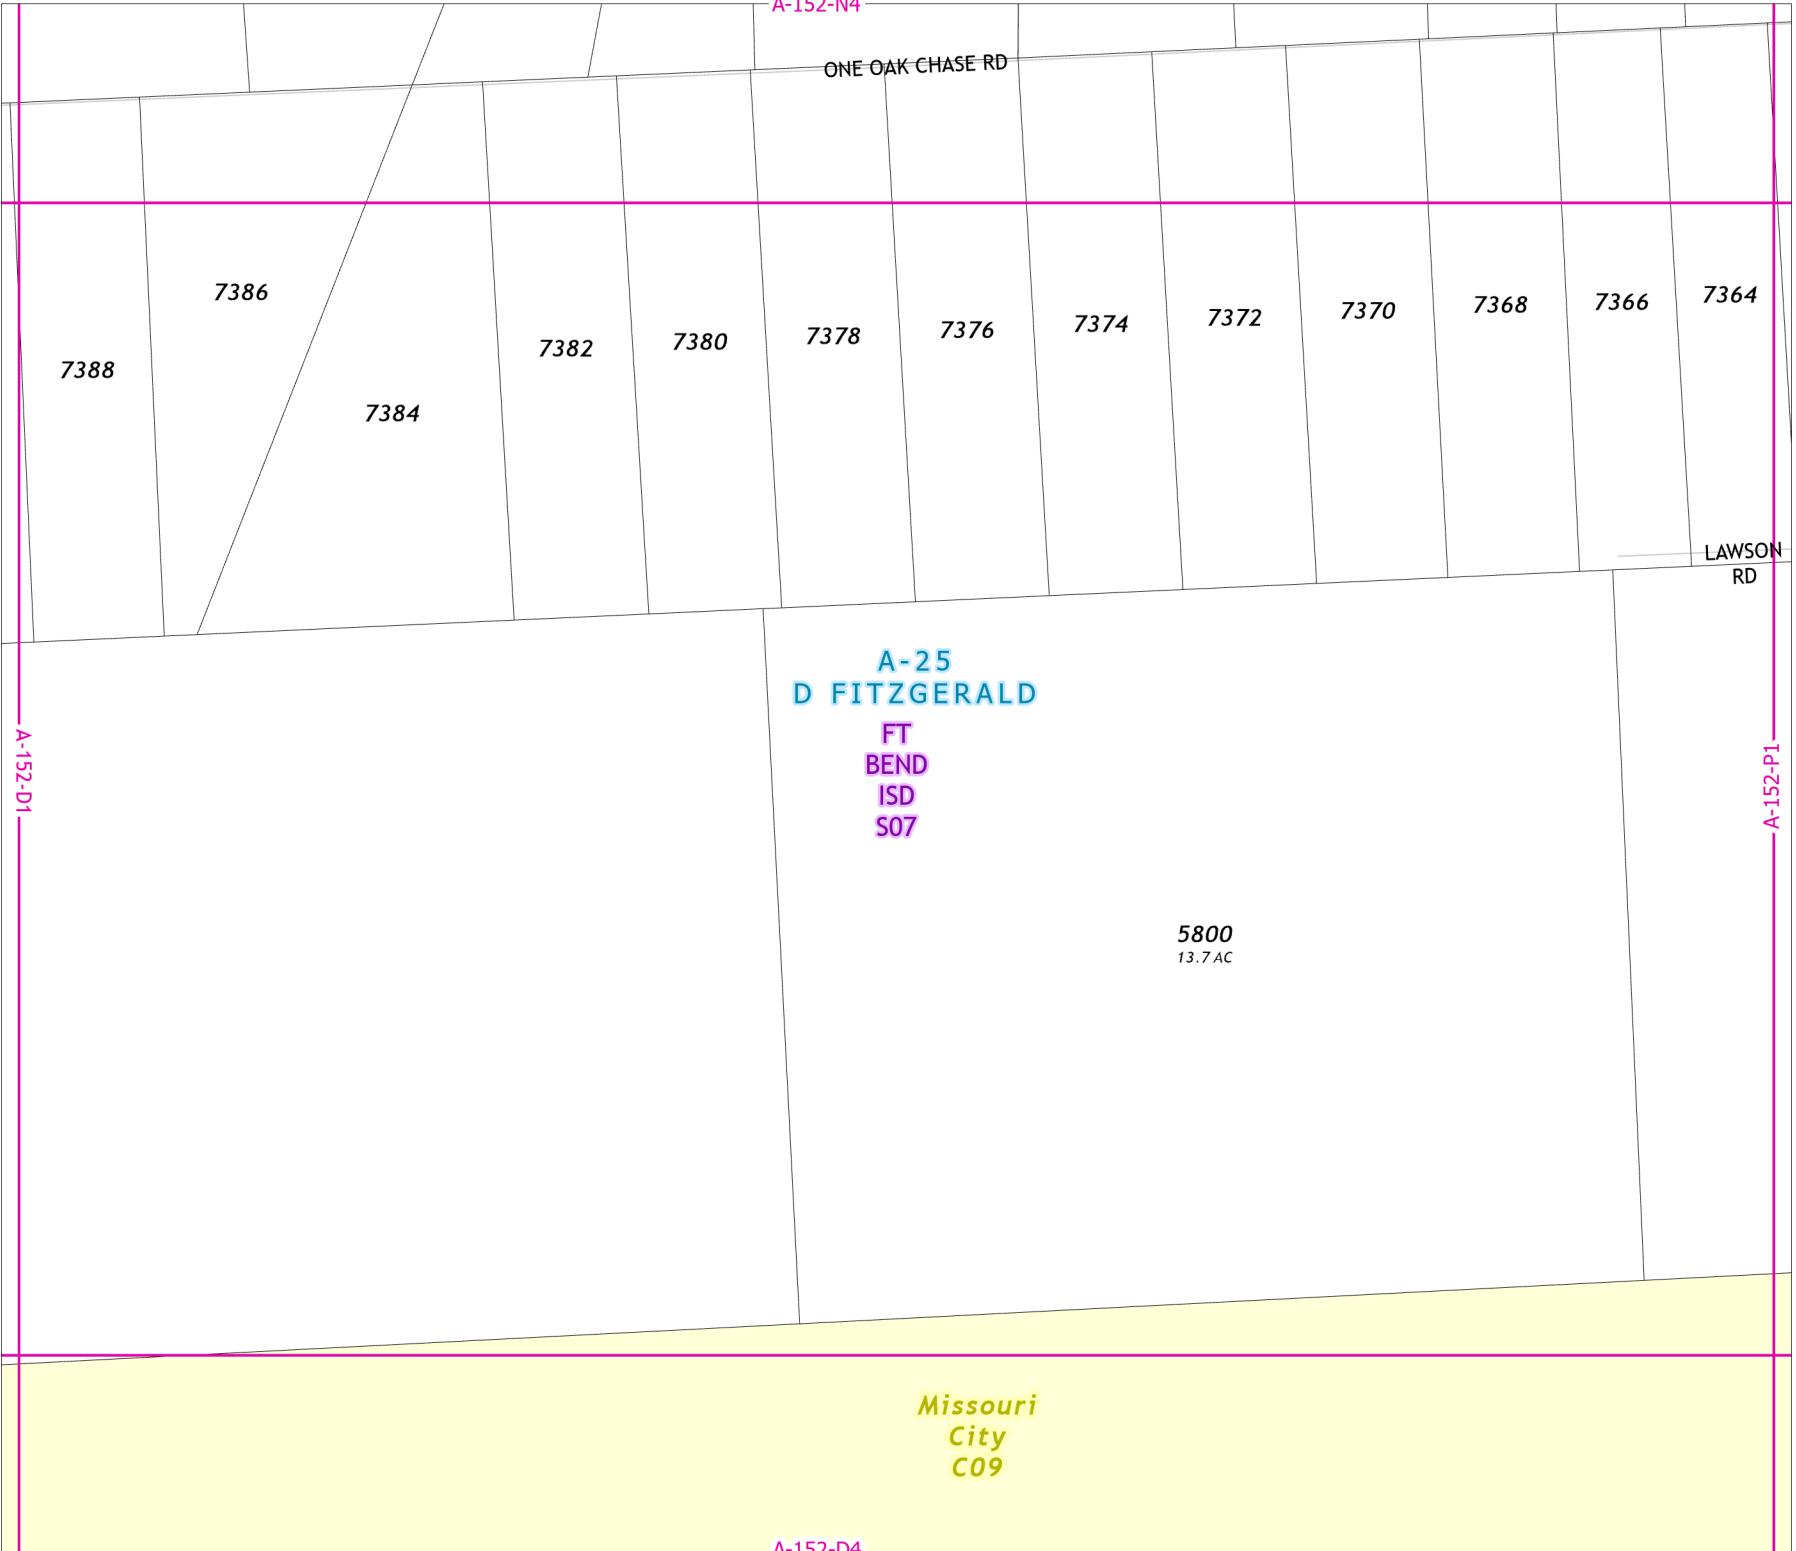 A-152-N4
ONE OAK CHASE RD
7386
7388
7384
7382
7380
7378
7376
7374
7372
7370
7368
7366
7364
LAWSON
RD
A-25
D FITZGERALD
FT
BEND
ISD
S07
A-152-D1
A-152-P1
5800
13.7 AC
Missouri
City
C09
A-152-D4